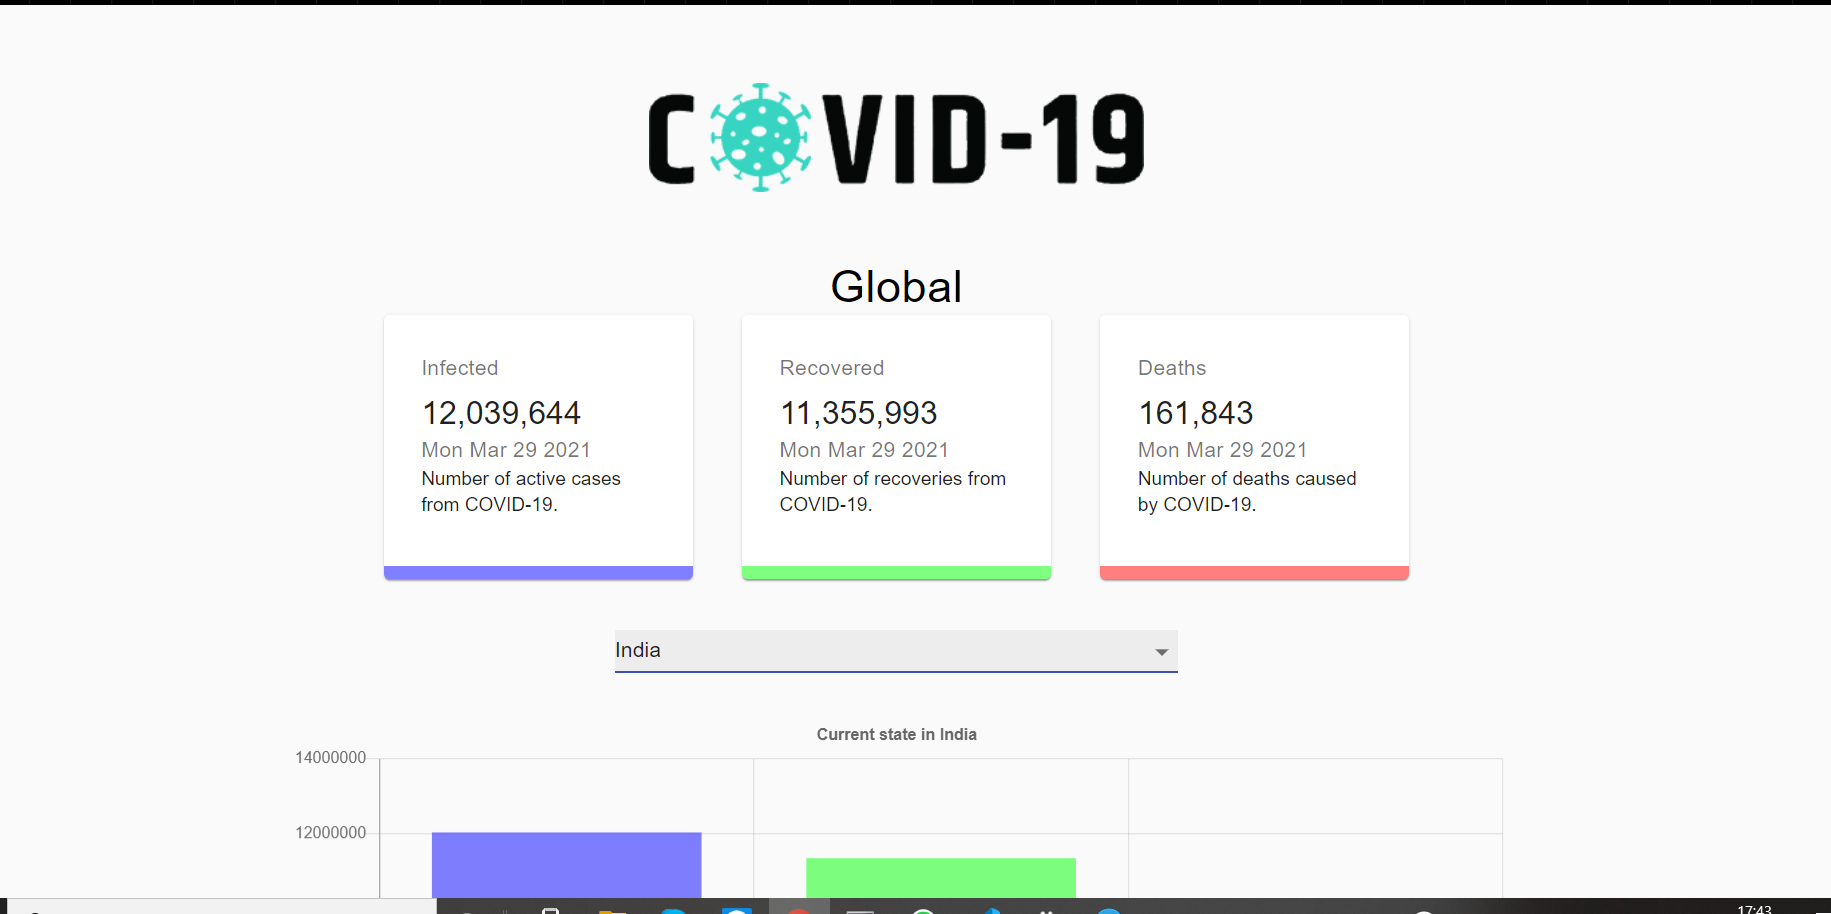 COVID-19
Global
Infected
12,039,644
Mon Mar 29 2021
Number of active cases
from COVID-19.
Recovered
11,355,993
Mon Mar 29 2021
Number of recoveries from
COVID-19.
Deaths
161,843
Mon Mar 29 2021
Number of deaths caused
by COVID-19.
India
Current state in India
14000000
12000000
17:43